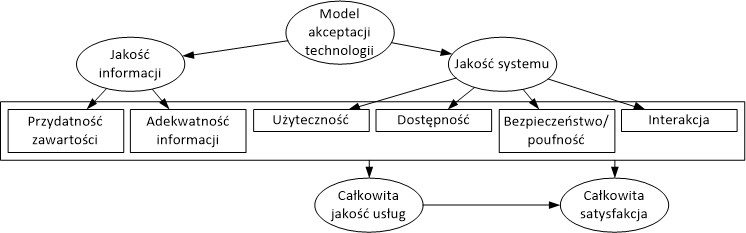 Model
akceptacji
technologii
Jakość
informacji
Jakość systemu
Przydatność
zawartości
Adekwatność
informacji
Użyteczność
Dostępność
Bezpieczeństwo/
poufność
Interakcja
Całkowita
jakość usług
Całkowita
satysfakcja